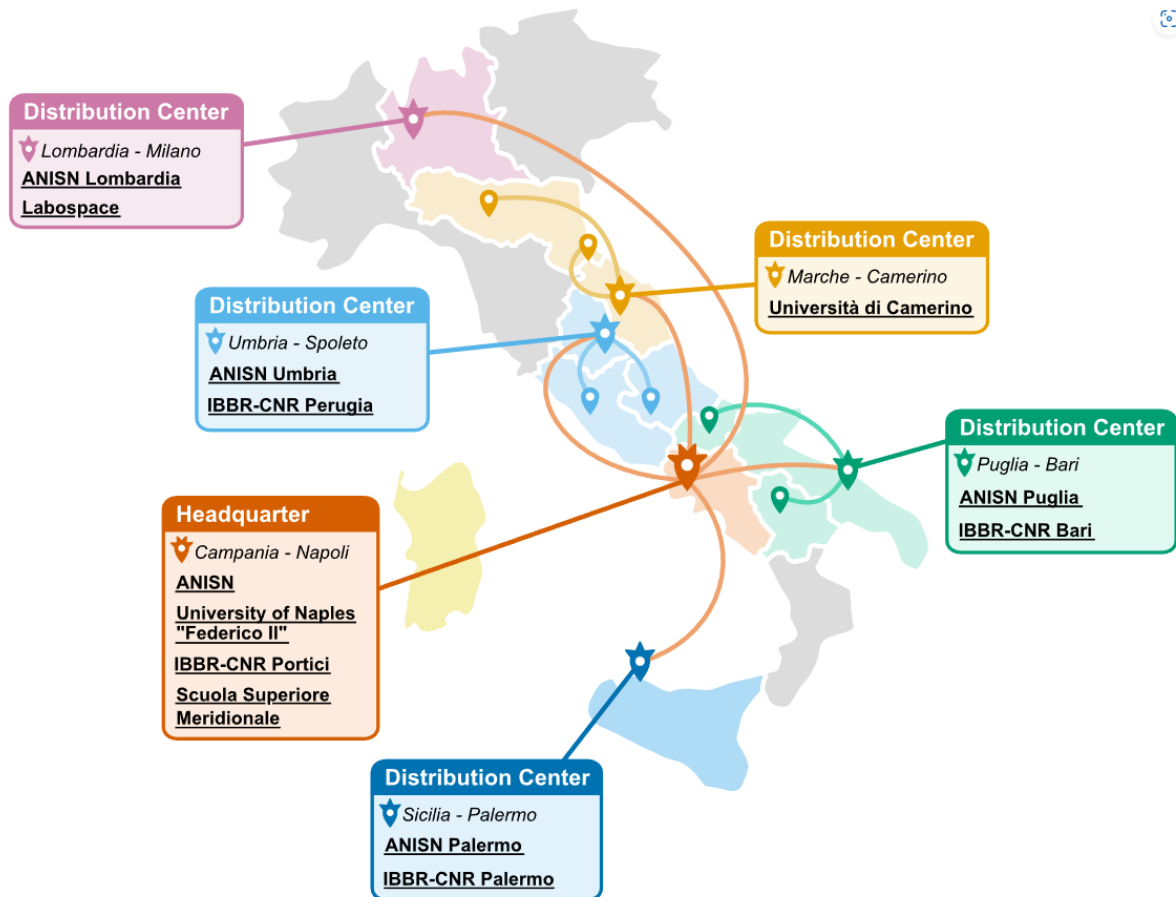 Distribution Center
Lombardia - Milano
ANISN Lombardia
Labospace
Distribution Center
Marche - Camerino
Università di Camerino
Distribution Center
Umbria - Spoleto
ANISN Umbria
IBBR-CNR Perugia
Distribution Center
Puglia - Bari
ANISN Puglia
IBBR-CNR Bari
Headquarter
Campania - Napoli
ANISN
University of Naples
"Federico II"
IBBR-CNR Portici
Scuola Superiore
Meridionale
Distribution Center
Sicilia - Palermo
ANISN Palermo
IBBR-CNR Palermo